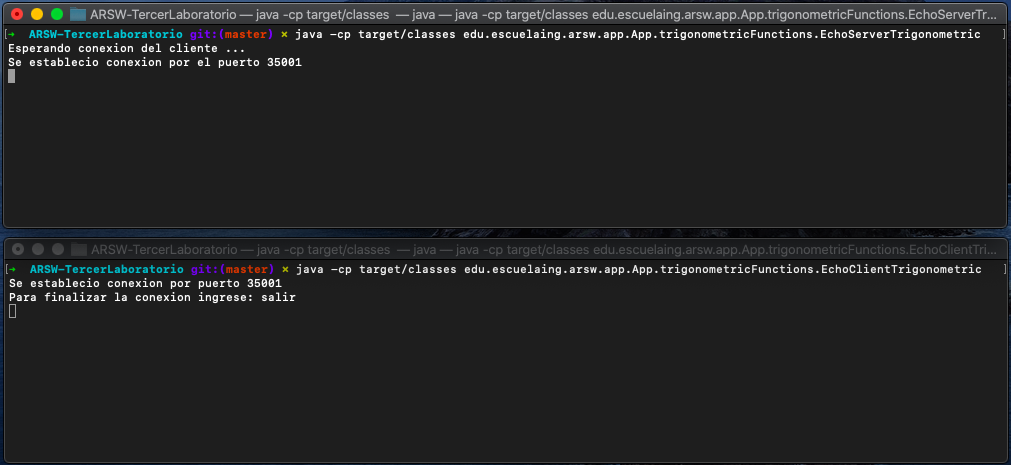 ARSW-TercerLaboratorio — java -cp target/classes — java — java -cp target/classes edu.escuelaing.arsw.app.App.trigonometricFunctions.EchoServerTr...
[➜ ARSW-TercerLaboratorio git:(master) × java -cp target/classes edu.escuelaing.arsw.app.App.trigonometricFunctions.EchoServerTrigonometric ]
Esperando conexion del cliente ...
Se establecio conexion por el puerto 35001
ARSW-TercerLaboratorio — java -cp target/classes — java — java -cp target/classes edu.escuelaing.arsw.app.App.trigonometricFunctions.EchoClientTri...
[➜ ARSW-TercerLaboratorio git:(master) × java -cp target/classes edu.escuelaing.arsw.app.App.trigonometricFunctions.EchoClientTrigonometric ]
Se establecio conexion por puerto 35001
Para finalizar la conexion ingrese: salir